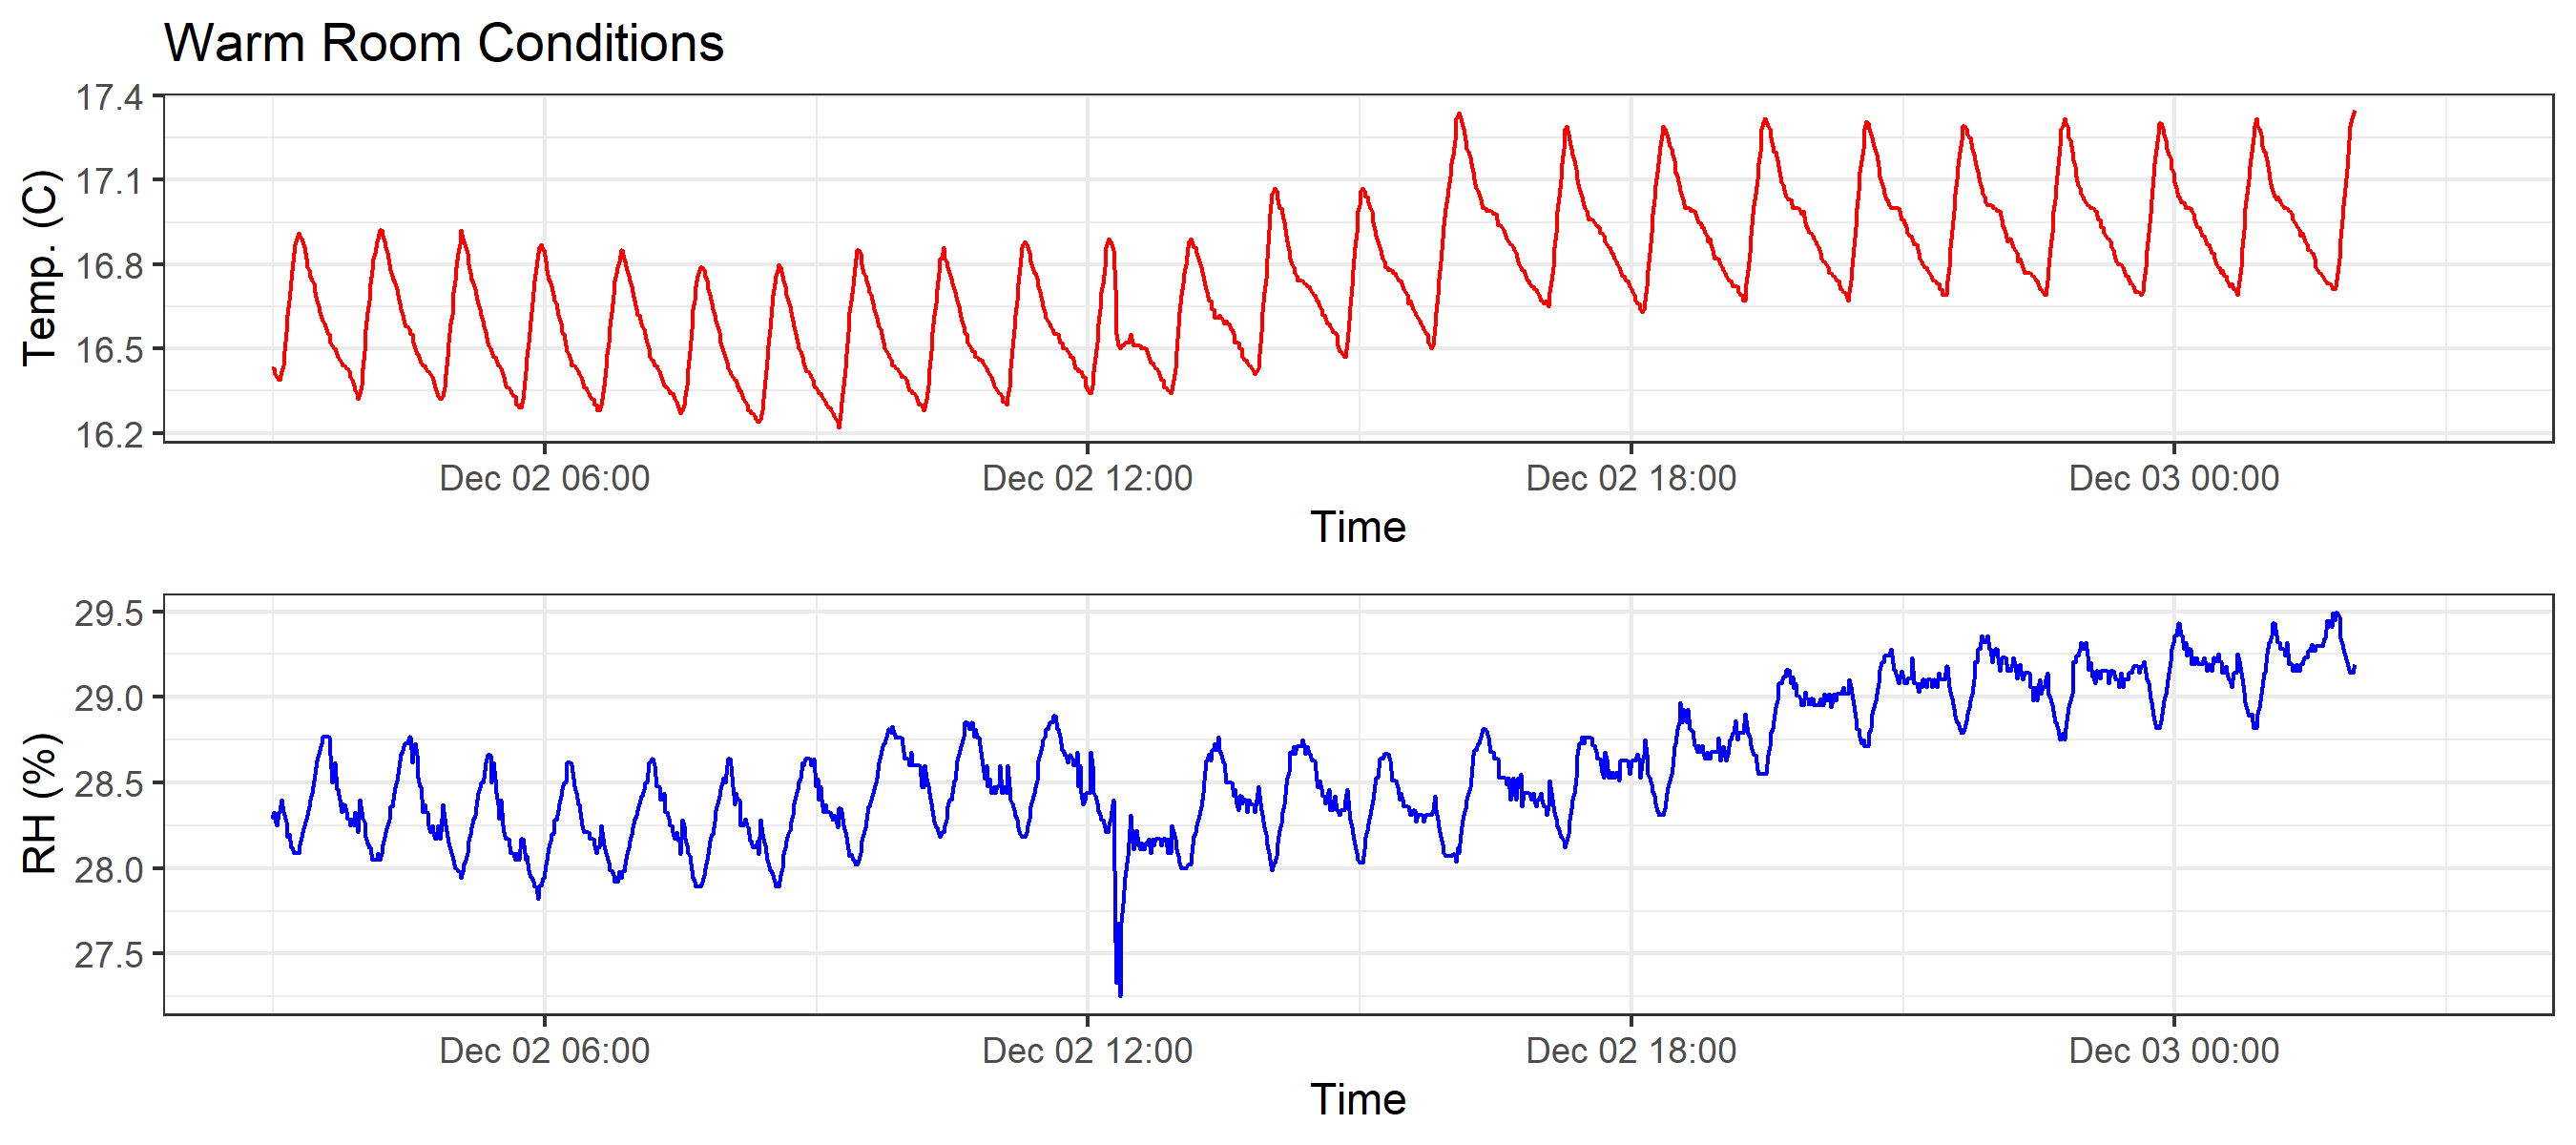 Warm Room Conditions
Temp. (C)
17.4
17.1
16.8
16.5
16.2
Dec 02 06:00 Dec 02 12:00 Dec 02 18:00 Dec 03 00:00
Time
RH (%)
29.5
29.0
28.5
28.0
27.5
Dec 02 06:00 Dec 02 12:00 Dec 02 18:00 Dec 03 00:00
Time